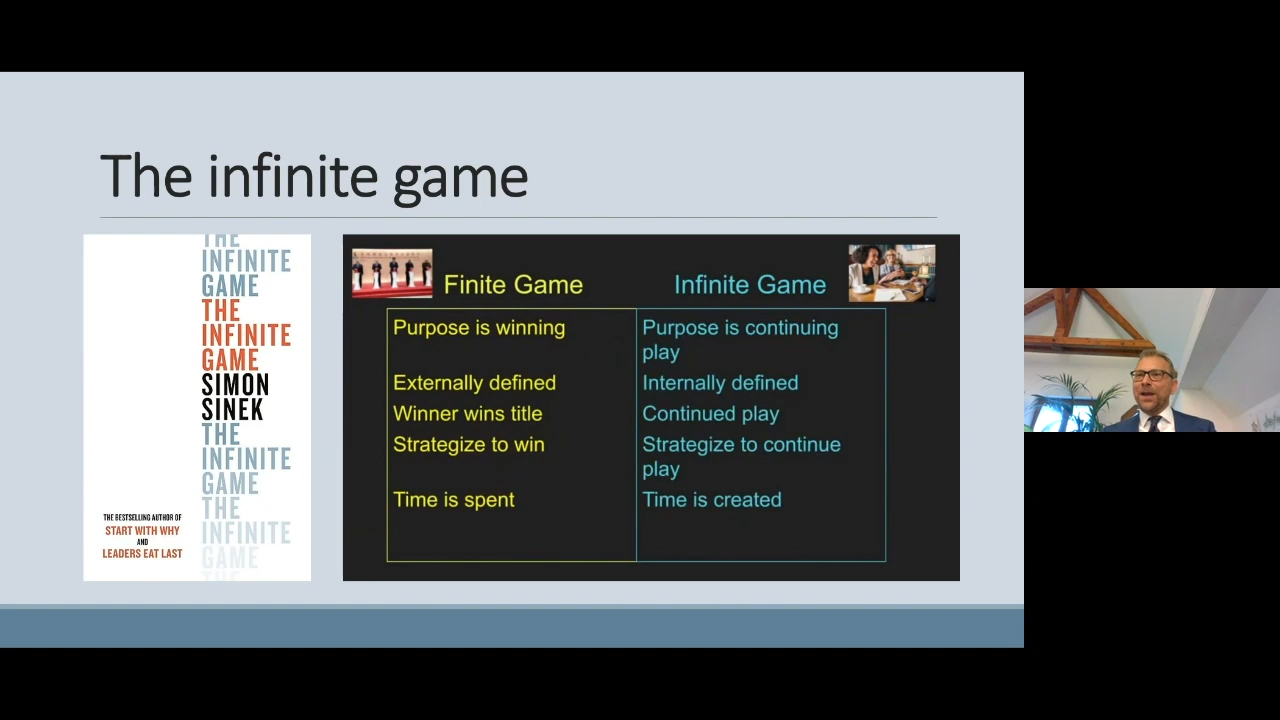 The infinite game
THE
INFINITE
GAME
THE
INFINITE
GAME
SIMON
SINEK
THE
INFINITE
GAME
THE
INFINITE
GAME
THE
THE BESTSELLING AUTHOR OF
START WITH WHY
AND
LEADERS EAT LAST
Finite Game
Infinite Game
Purpose is winning
Purpose is continuing
play
Externally defined
Internally defined
Winner wins title
Continued play
Strategize to win
Strategize to continue
play
Time is spent
Time is created